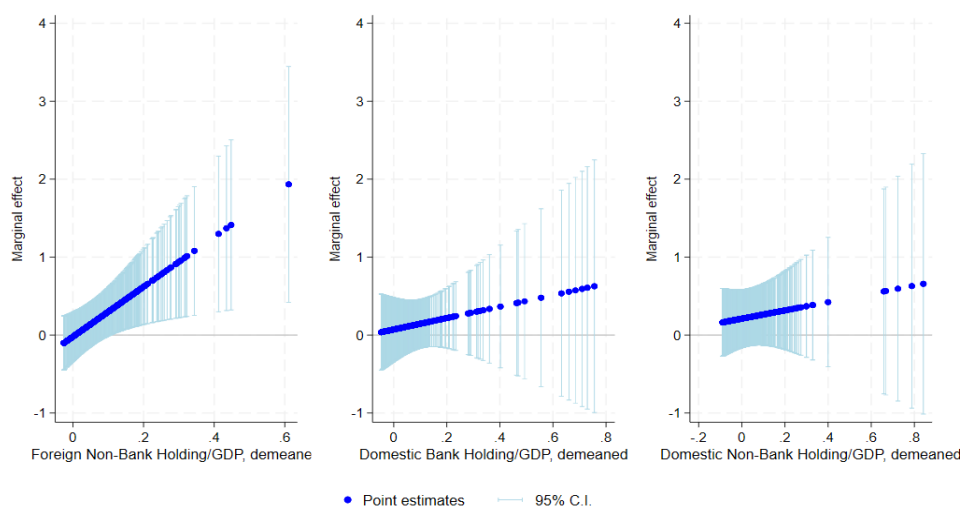 4
3
2
1
0
-1
Marginal effect
0 .2 .4 .6
Foreign Non-Bank Holding/GDP, demeane
4
3
2
1
0
-1
Marginal effect
0 .2 .4 .6 .8
Domestic Bank Holding/GDP, demeaned
4
3
2
1
0
-1
Marginal effect
-.2 0 .2 .4 .6 .8
Domestic Non-Bank Holding/GDP, demeaned
Point estimates 95% C.I.